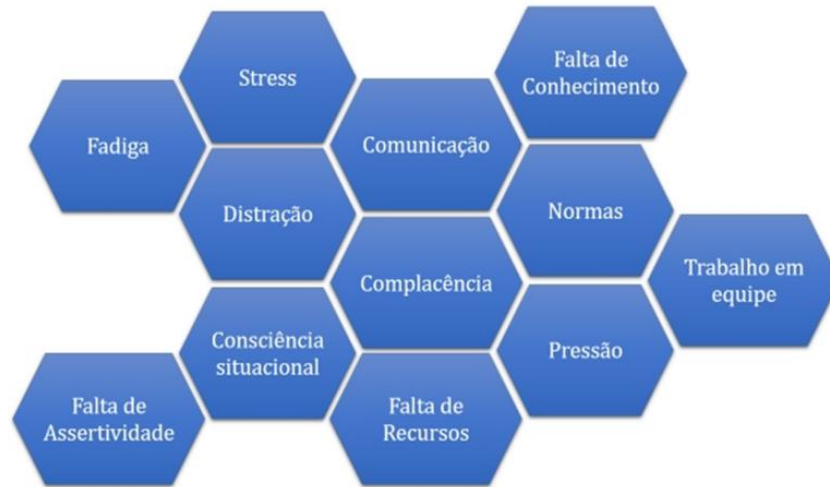 Stress
Falta de
Conhecimento
Fadiga
Comunicação
Distração
Normas
Complacência
Trabalho em
equipe
Consciência
situacional
Pressão
Falta de
Assertividade
Falta de
Recursos